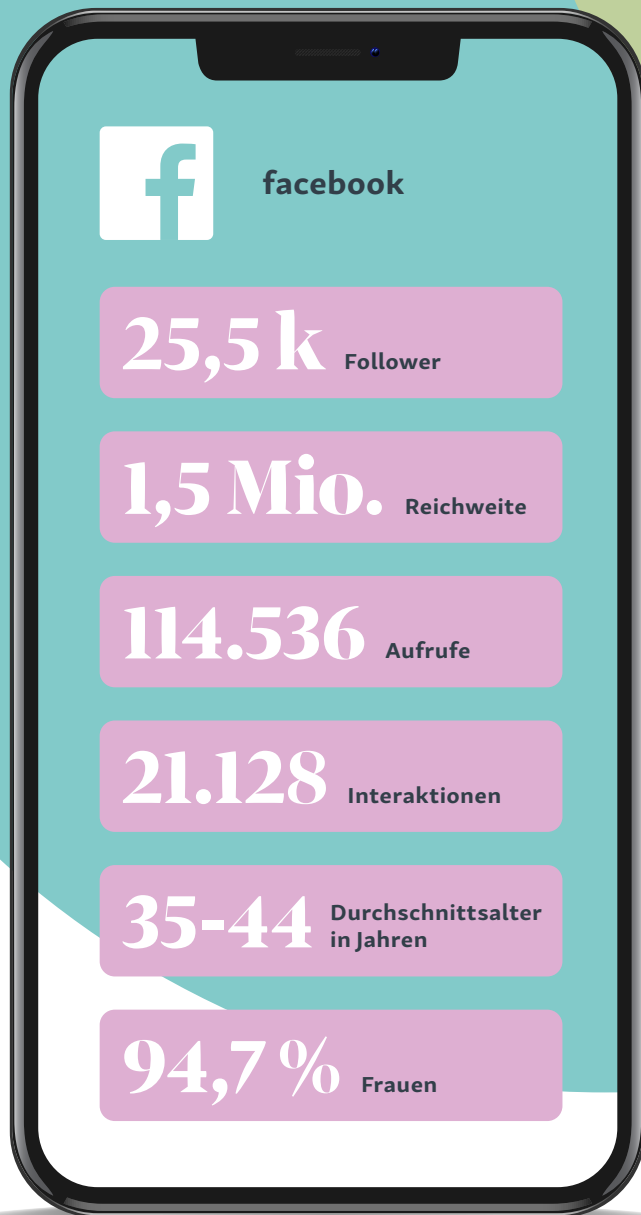 facebook
25,5 k Follower
1,5 Mio. Reichweite
114.536 Aufrufe
21.128 Interaktionen
35-44 Durchschnittsalter
in Jahren
94,7 % Frauen